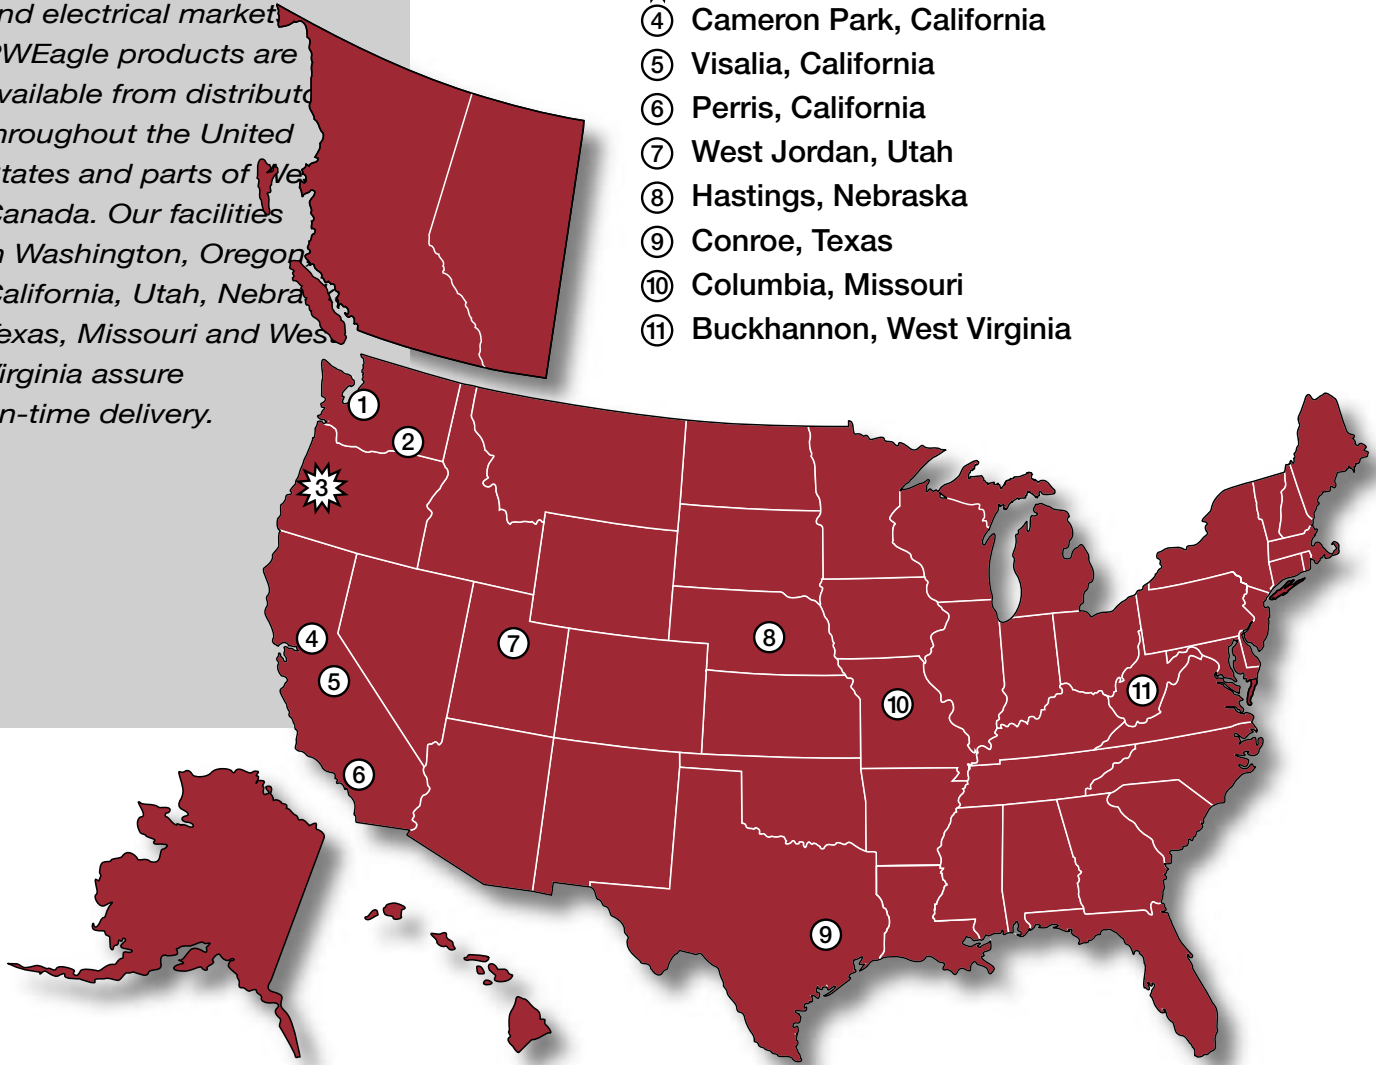 nd electrical market
WEagle products are
vailable from distributo
hroughout the United
tates and parts of We
anada. Our facilities
n Washington, Oregon
alifornia, Utah, Nebra
exas, Missouri and Wes
irginia assure
n-time delivery.
④ Cameron Park, California
⑤ Visalia, California
⑥ Perris, California
⑦ West Jordan, Utah
⑧ Hastings, Nebraska
⑨ Conroe, Texas
⑩ Columbia, Missouri
⑪ Buckhannon, West Virginia
1
2
3
4
5
6
7
8
9
10
11